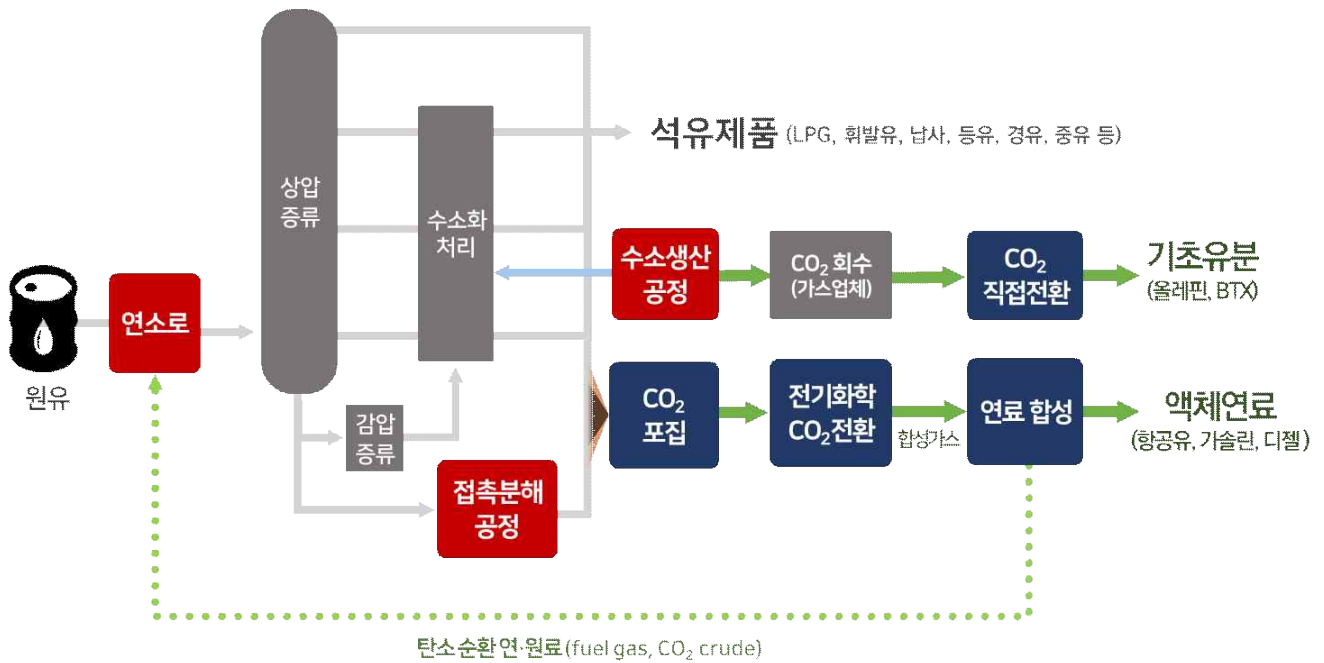 석유제품 (LPG, 휘발유, 납사, 등유, 경유, 중유 등)
상압
증류
수소화
처리
수소생산
공정
CO₂ 회수
(가스업체)
CO₂
직접전환
기초유분
(올레핀, BTX)
연소로
원유
감압
증류
CO₂
포집
전기화학
CO₂전환
합성가스
연료 합성
액체연료
(항공유, 가솔린, 디젤)
접촉분해
공정
탄소 순환 연·원료 (fuel gas, CO₂ crude)